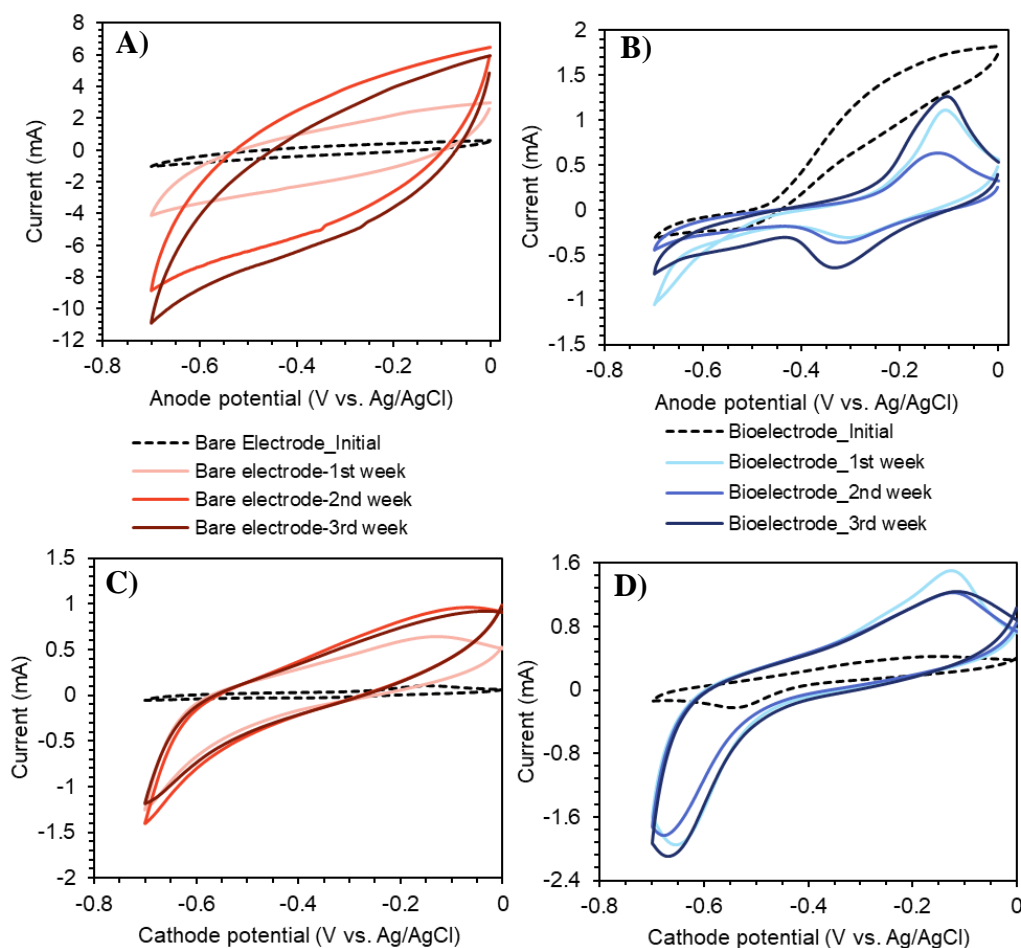 A)
8
6
4
2
0
-2
-4
-6
-8
-10
-12
Current (mA)
-0.8
-0.6
-0.4
-0.2
0
Anode potential (V vs. Ag/AgCl)
B)
2
1.5
1
0.5
0
-0.5
-1
-1.5
Current (mA)
-0.8
-0.6
-0.4
-0.2
0
Anode potential (V vs. Ag/AgCl)
Bare Electrode_Initial
Bare electrode-1st week
Bare electrode-2nd week
Bare electrode-3rd week
Bioelectrode_Initial
Bioelectrode_1st week
Bioelectrode_2nd week
Bioelectrode_3rd week
C)
1.5
1
0.5
0
-0.5
-1
-1.5
-2
Current (mA)
-0.8
-0.6
-0.4
-0.2
0
Cathode potential (V vs. Ag/AgCl)
D)
1.6
0.8
0
-0.8
-1.6
-2.4
Current (mA)
-0.8
-0.6
-0.4
-0.2
0
Cathode potential (V vs. Ag/AgCl)